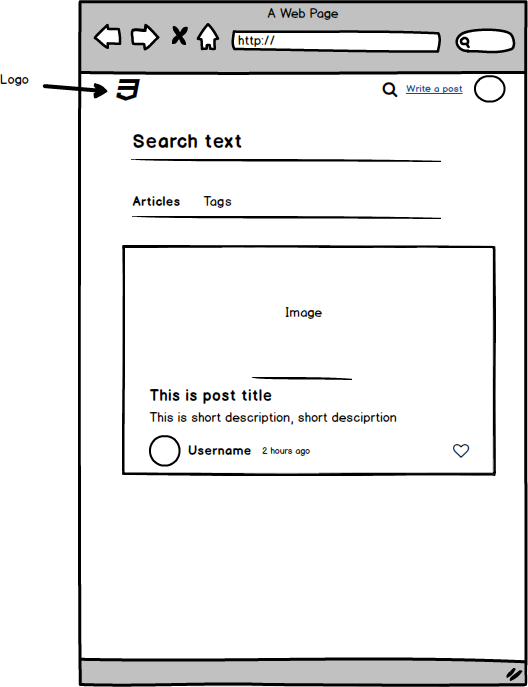 A Web Page
http://
Logo
Write a post
Search text
Articles Tags
Image
This is post title
This is short description, short desciprtion
Username 2 hours ago